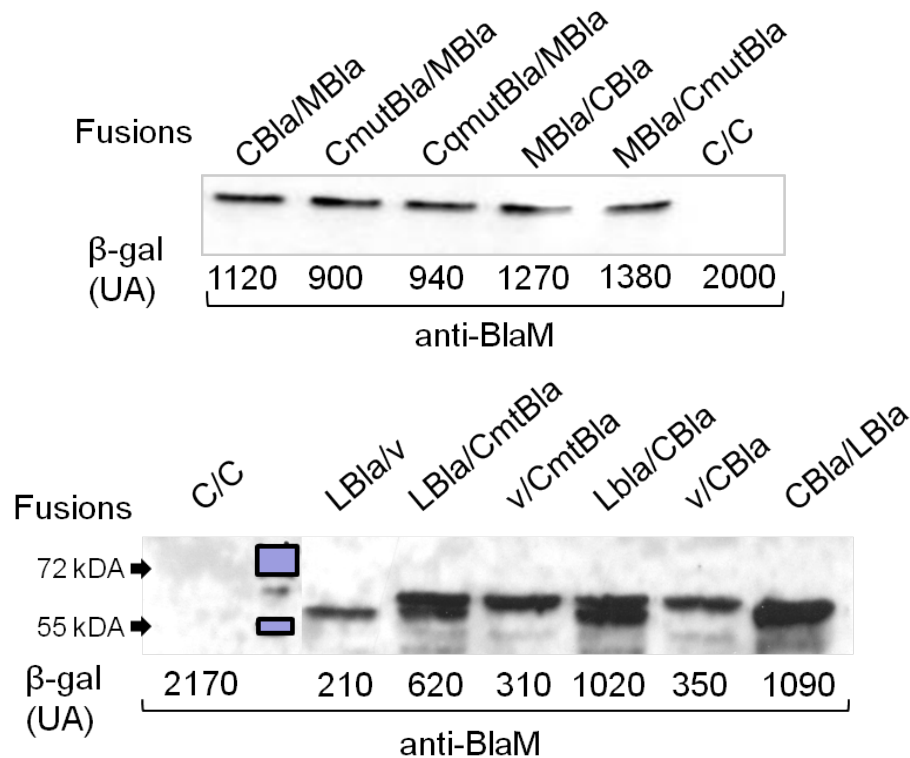 Fusions CBla/MBla CmutBla/MBla CqmutBla/MBla MBla/CBla MBla/CmutBla C/C
β-gal
(UA) 1120 900 940 1270 1380 2000
anti-BlaM
Fusions C/C LBla/v LBla/CmtBla v/CmtBla Lbla/CBla v/CBla CBla/LBla
72 kDA
55 kDA
β-gal
(UA) 2170 210 620 310 1020 350 1090
anti-BlaM